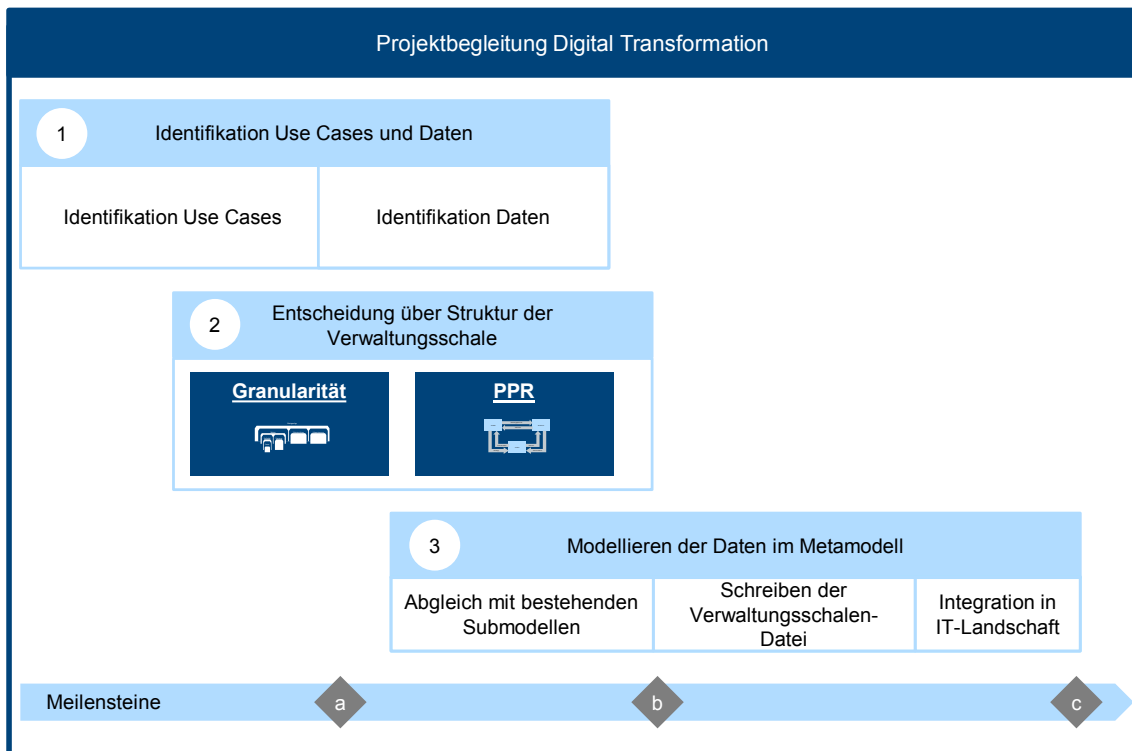 Projektbegleitung Digital Transformation
1
Identifikation Use Cases und Daten
Identifikation Use Cases
Identifikation Daten
2
Entscheidung über Struktur der
Verwaltungsschale
Granularität
PPR
3
Modellieren der Daten im Metamodell
Abgleich mit bestehenden
Submodellen
Schreiben der
Verwaltungsschalen-
Datei
Integration in
IT-Landschaft
Meilensteine
a
b
c